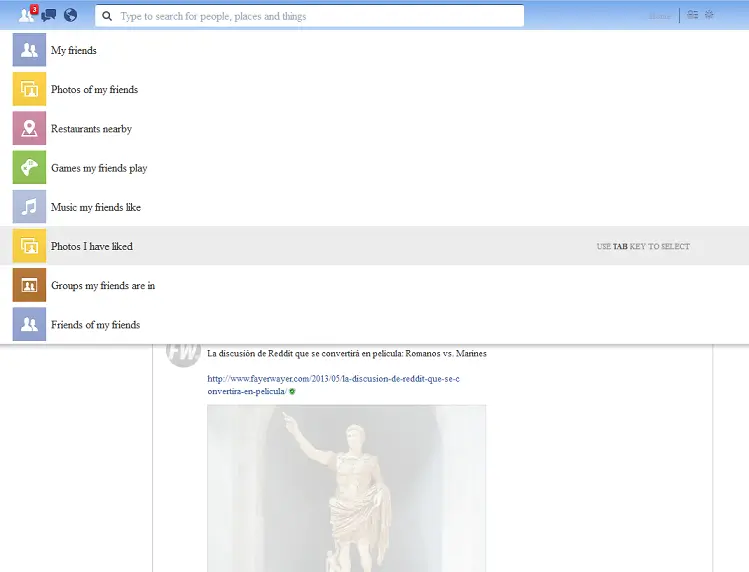 3
Type to search for people, places and things
Home
My friends
Photos of my friends
Restaurants nearby
Games my friends play
Music my friends like
Photos I have liked
USE TAB KEY TO SELECT
Groups my friends are in
Friends of my friends
FW
La discusión de Reddit que se convertirá en película: Romanos vs. Marines
http://www.fayerwayer.com/2013/05/la-discusion-de-reddit-que-se-c
onvertira-en-pelicula/